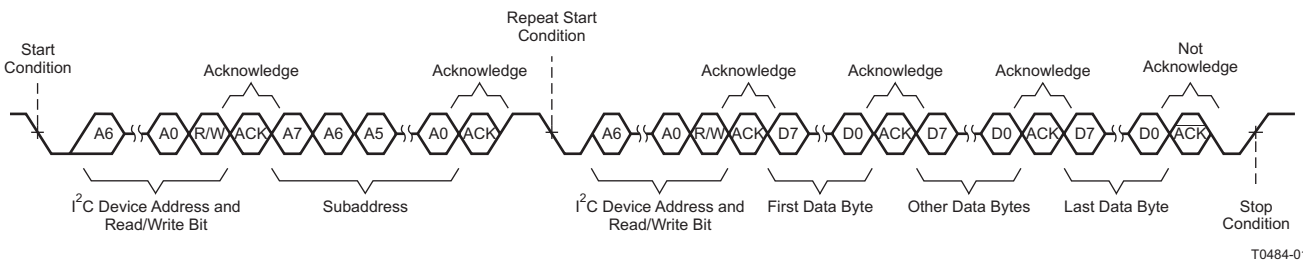 Repeat Start
Condition
Start
Condition
Acknowledge
Acknowledge
Acknowledge
Acknowledge
Acknowledge
Not
Acknowledge
A6 A0 R/W ACK A7 A6 A5 A0 ACK A6 A0 R/W ACK D7 D0 ACK D7 D0 ACK D7 D0 ACK
I2C Device Address and
Read/Write Bit
Subaddress
I2C Device Address and
Read/Write Bit
First Data Byte
Other Data Bytes
Last Data Byte
Stop
Condition
T0484-01